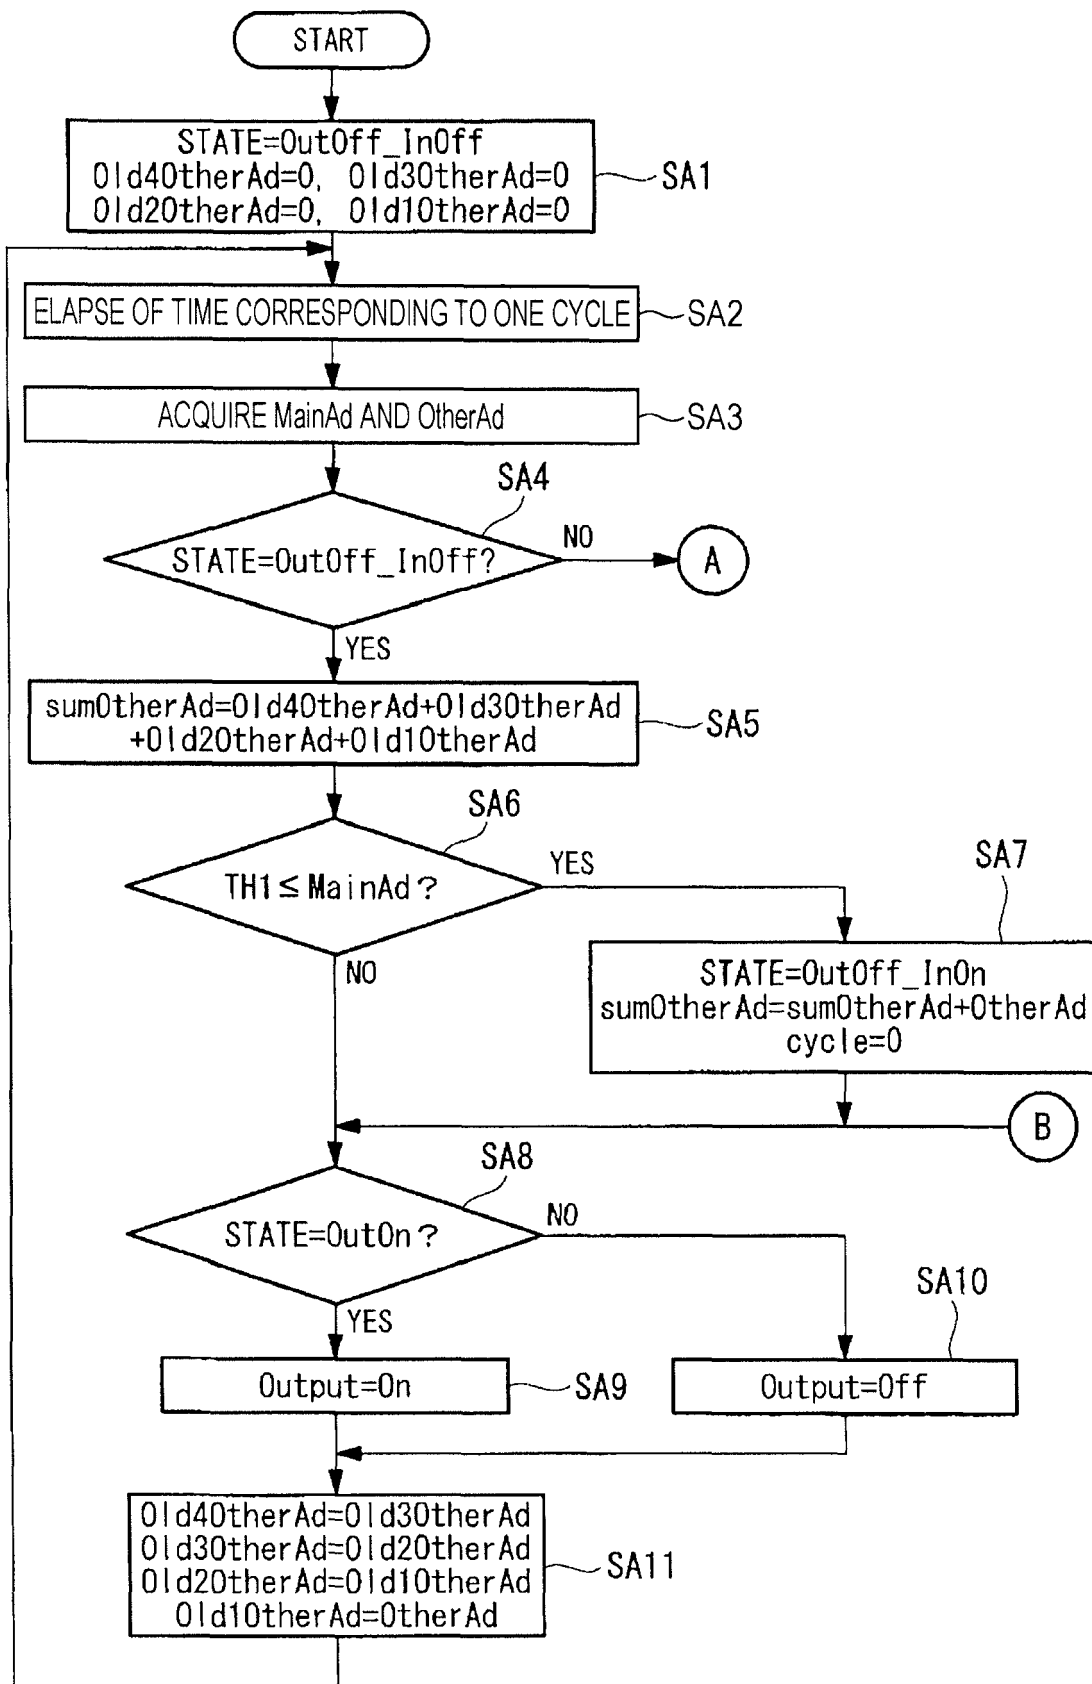 START
STATE=OutOff_InOff
Old4OtherAd=0, Old3OtherAd=0
Old2OtherAd=0, Old1OtherAd=0
SA1
ELAPSE OF TIME CORRESPONDING TO ONE CYCLE
SA2
ACQUIRE MainAd AND OtherAd
SA3
SA4
STATE=OutOff_InOff?
NO
A
YES
sumOtherAd=Old4OtherAd+Old3OtherAd
+Old2OtherAd+Old1OtherAd
SA5
SA6
TH1≤MainAd?
YES
SA7
NO
STATE=OutOff_InOn
sumOtherAd=sumOtherAd+OtherAd
cycle=0
B
SA8
STATE=OutOn?
NO
YES
SA10
Output=On
SA9
Output=Off
Old4OtherAd=Old3OtherAd
Old3OtherAd=Old2OtherAd
Old2OtherAd=Old1OtherAd
Old1OtherAd=OtherAd
SA11